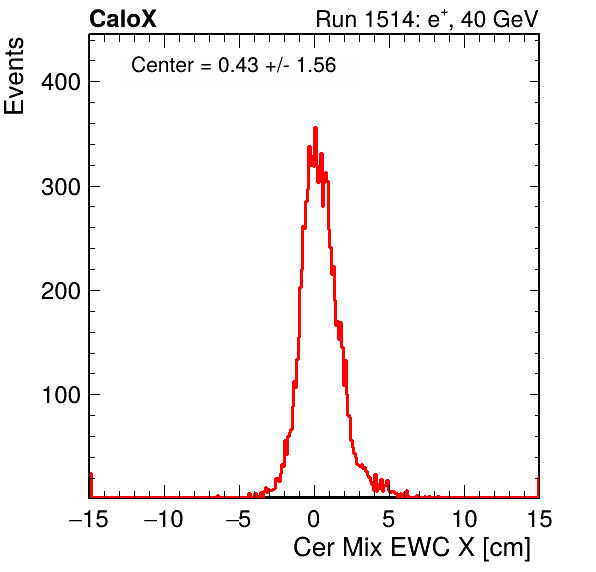 CaloX
Run 1514: e+, 40 GeV
Events
Center = 0.43 +/- 1.56
400
300
200
100
−15 −10 −5 0 5 10 15
Cer Mix EWC X [cm]